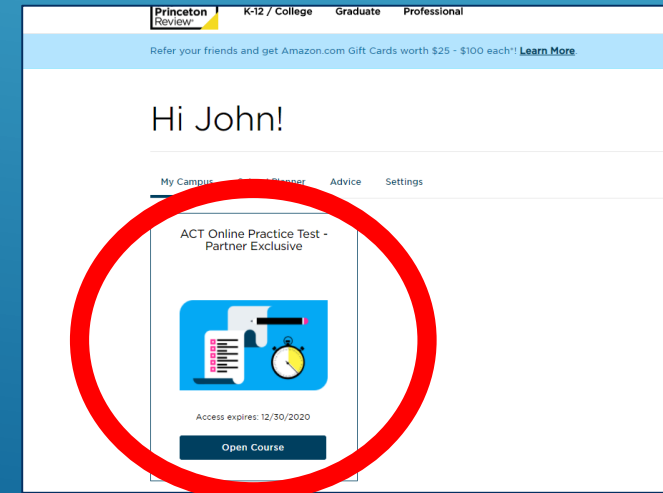 Princeton
Review
K-12 / College Graduate Professional
Refer your friends and get Amazon.com Gift Cards worth $25 - $100 each*! Learn More.
Hi John!
My Campus Planner Advice Settings
ACT Online Practice Test -
Partner Exclusive
Access expires: 12/30/2020
Open Course